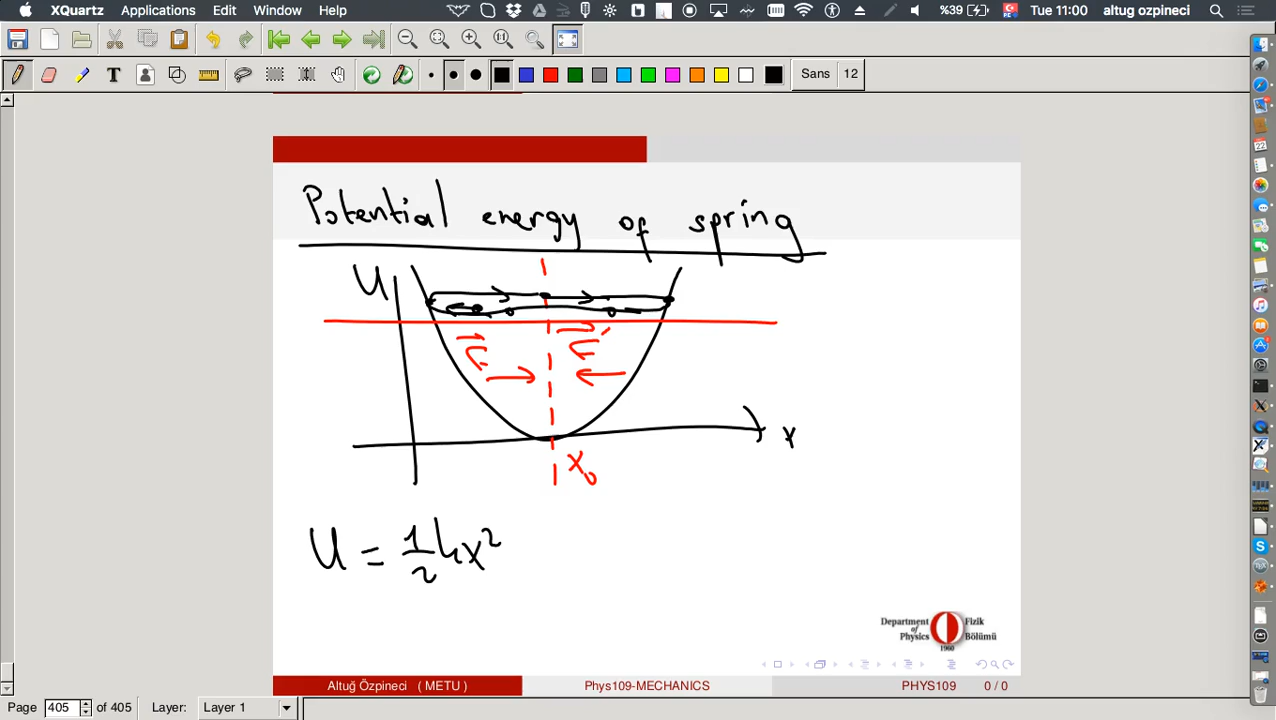 XQuartz Applications Edit Window Help %39 Tue 11:00 altug ozpineci
Sans 12
Potential energy of spring
U
F F
x
x₀
U = 1/2 kx²
Department of Physics Fizik Bölümü
1960
Altuğ Özpineci ( METU ) Phys109-MECHANICS PHYS109 0 / 0
Page 405 of 405 Layer: Layer 1